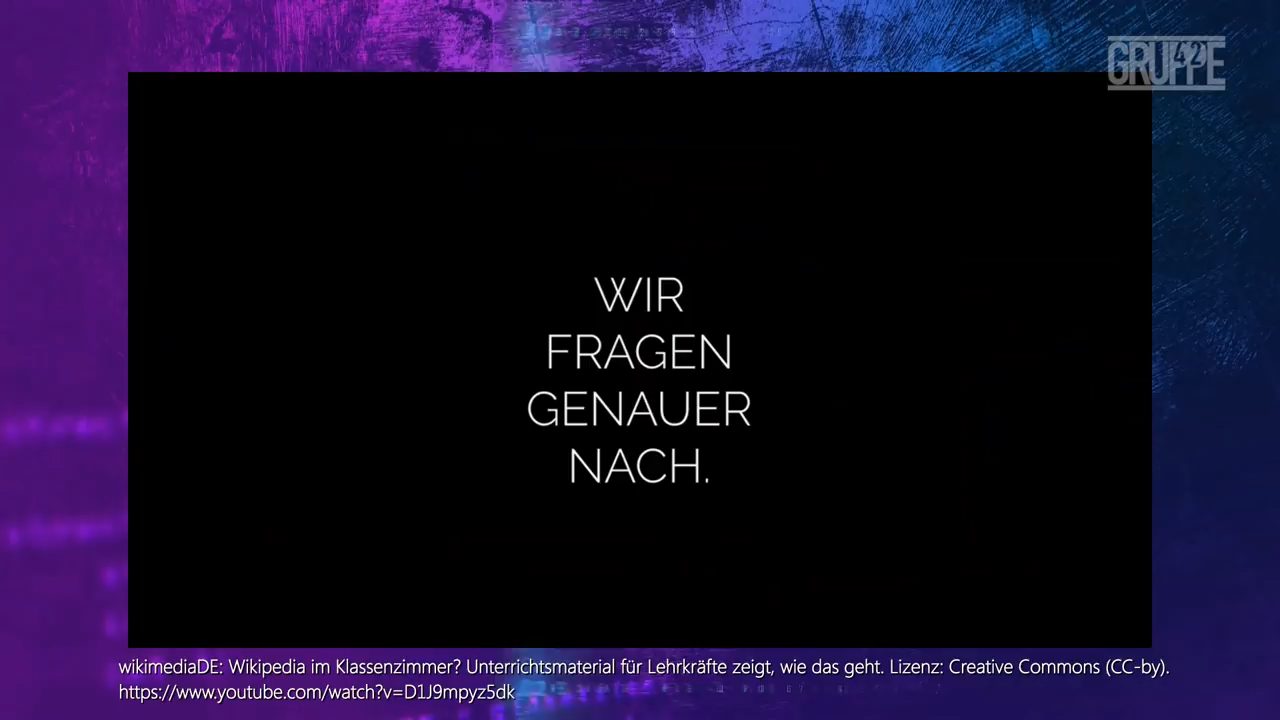 GRUPPE
42
WIR
FRAGEN
GENAUER
NACH.
wikimediaDE: Wikipedia im Klassenzimmer? Unterrichtsmaterial für Lehrkräfte zeigt, wie das geht. Lizenz: Creative Commons (CC-by).
https://www.youtube.com/watch?v=D1J9mpyz5dk